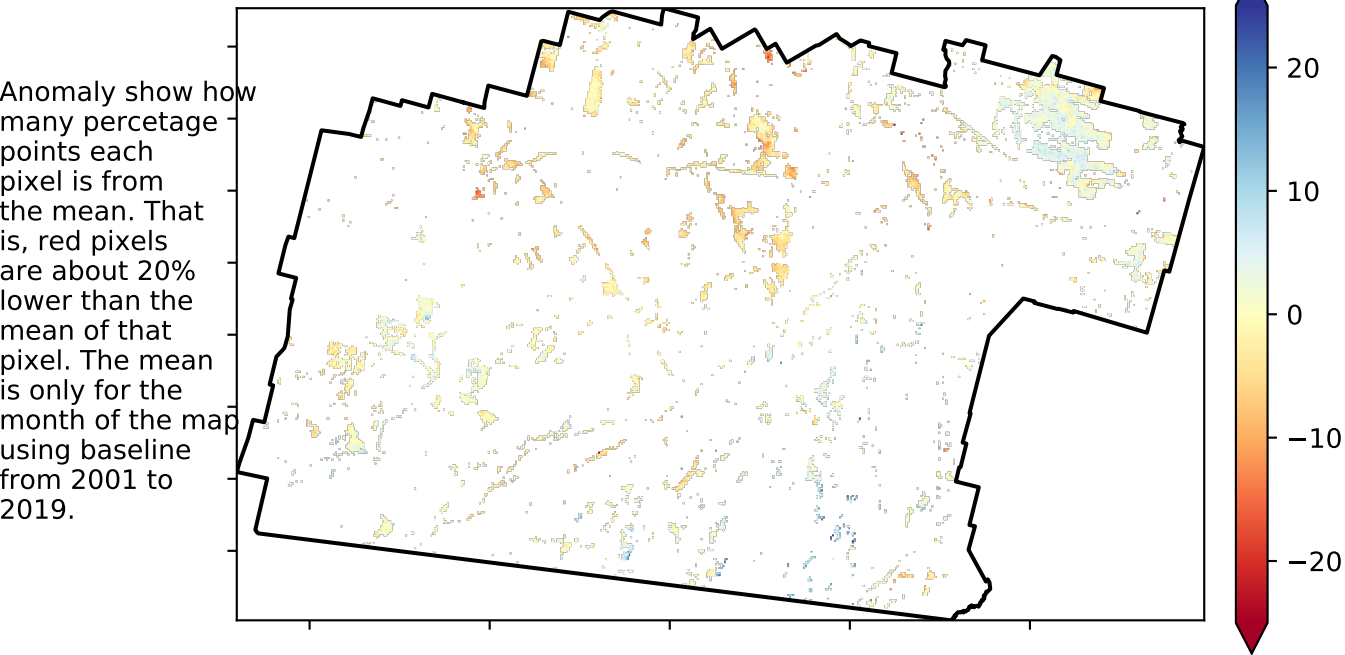 Anomaly show how
many percetage
points each
pixel is from
the mean. That
is, red pixels
are about 20%
lower than the
mean of that
pixel. The mean
is only for the
month of the map
using baseline
from 2001 to
2019.
20
10
0
−10
−20